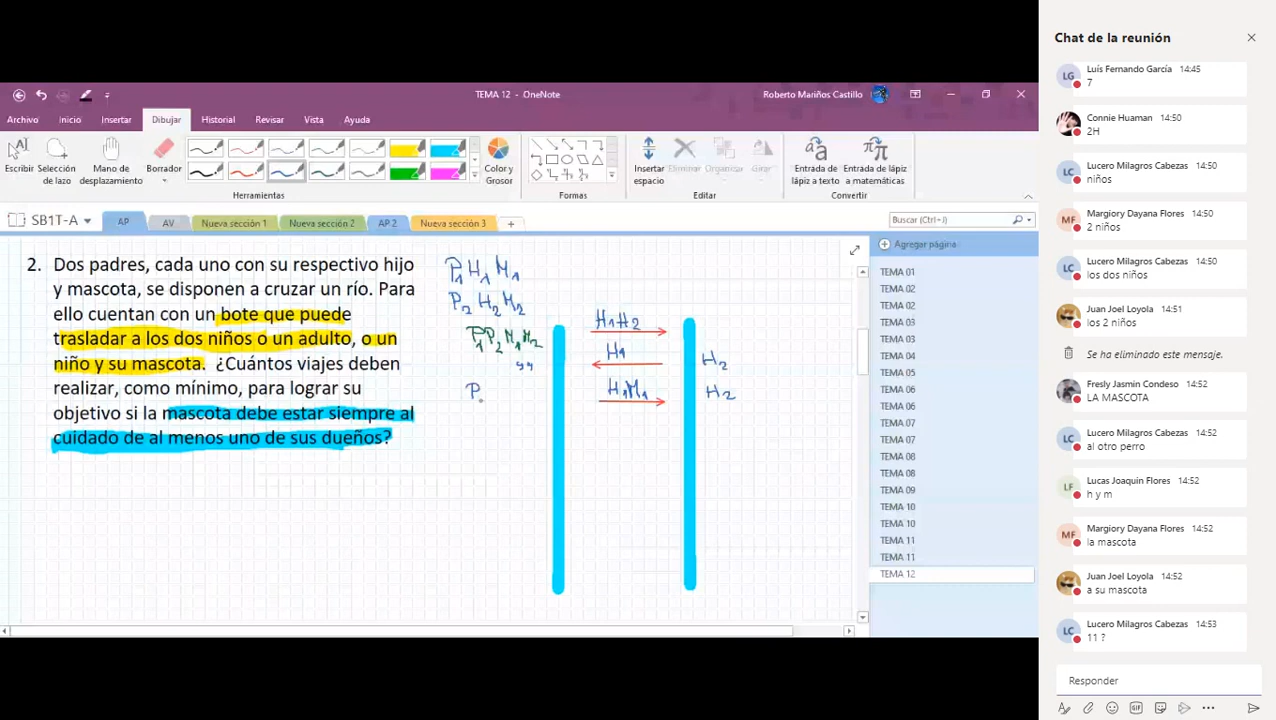 TEMA 12 - OneNote
Roberto Mariños Castillo
Archivo Inicio Insertar Dibujar Historial Revisar Vista Ayuda
Escribir
Selección de lazo
Mano de desplazamiento
Borrador
Color y Grosor
Insertar espacio
Eliminar
Organizar
Girar
Entrada de lápiz a texto
Entrada de lápiz a matemáticas
Herramientas
Formas
Editar
Convertir
SB1T-A AP AV Nueva sección 1 Nueva sección 2 AP 2 Nueva sección 3 +
Buscar (Ctrl+J)
2. Dos padres, cada uno con su respectivo hijo
y mascota, se disponen a cruzar un río. Para
ello cuentan con un bote que puede
trasladar a los dos niños o un adulto, o un
niño y su mascota. ¿Cuántos viajes deben
realizar, como mínimo, para lograr su
objetivo si la mascota debe estar siempre al
cuidado de al menos uno de sus dueños?
P1 H1 M1
P2 H2 M2
P1 P2 M1 M2
H1 H2
H1
H2
H1 M1
H2
P
Agregar página
TEMA 01
TEMA 02
TEMA 02
TEMA 03
TEMA 03
TEMA 04
TEMA 05
TEMA 06
TEMA 06
TEMA 07
TEMA 07
TEMA 08
TEMA 08
TEMA 09
TEMA 10
TEMA 10
TEMA 11
TEMA 11
TEMA 12
Chat de la reunión
LG Luís Fernando García 14:45
7
Connie Huaman 14:50
2H
LC Lucero Milagros Cabezas 14:50
niños
MF Margiory Dayana Flores 14:50
2 niños
LC Lucero Milagros Cabezas 14:50
los dos niños
Juan Joel Loyola 14:51
los 2 niños
Se ha eliminado este mensaje.
Fresly Jasmin Condeso 14:52
LA MASCOTA
LC Lucero Milagros Cabezas 14:52
al otro perro
LF Lucas Joaquin Flores 14:52
h y m
MF Margiory Dayana Flores 14:52
la mascota
Juan Joel Loyola 14:52
a su mascota
LC Lucero Milagros Cabezas 14:53
11 ?
Responder